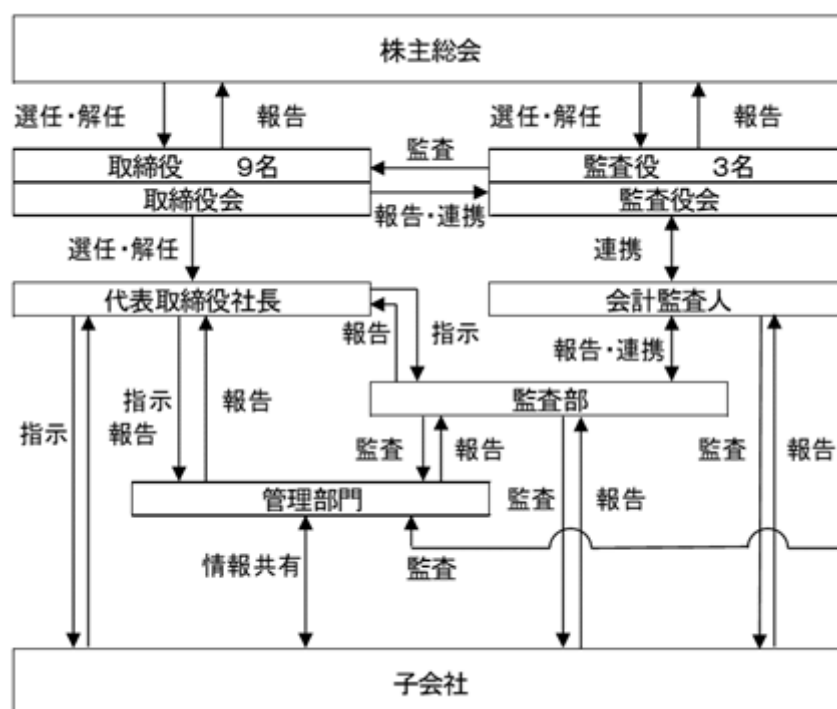 株主総会
選任・解任
報告
選任・解任
報告
取締役 9名
監査
監査役 3名
取締役会
報告・連携
監査役会
選任・解任
連携
代表取締役社長
会計監査人
報告
指示
報告・連携
指示
指示
報告
報告
監査部
監査
報告
監査
報告
管理部門
監査
報告
情報共有
監査
子会社